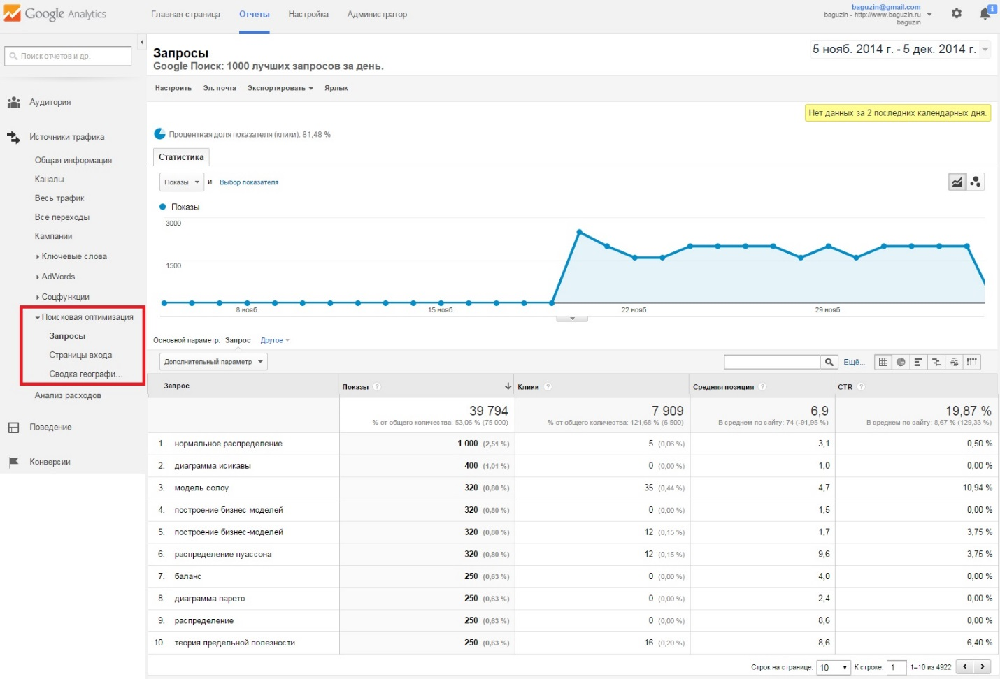 Google Analytics
Главная страница Отчеты Настройка Администратор
baguzin@gmail.com
baguzin - http://www.baguzin.ru
baguzin
Поиск отчетов и др.
Запросы
Google Поиск: 1000 лучших запросов за день.
5 нояб. 2014 г. - 5 дек. 2014 г.
Настроить Эл. почта Экспортировать Ярлык
Нет данных за 2 последних календарных дня.
Процентная доля показателя (клики): 81,48 %
Статистика
Показы и Выбор показателя
Показы
3000
1500
8 нояб. 15 нояб. 22 нояб. 29 нояб.
Аудитория
Источники трафика
Общая информация
Каналы
Весь трафик
Все переходы
Кампании
Ключевые слова
AdWords
Соцфункции
Поисковая оптимизация
Запросы
Страницы входа
Сводка географи...
Анализ расходов
Поведение
Конверсии
Основной параметр: Запрос Другое
Дополнительный параметр Ещё...
Запрос Показы ? Клики ? Средняя позиция ? CTR ?
39 794 7 909 6,9 19,87 %
% от общего количества: 53,06 % (75 000) % от общего количества: 121,68 % (6 500) В среднем по сайту: 74 (-91,95 %) В среднем по сайту: 8,67 % (129,33 %)
1. нормальное распределение 1 000 (2,51 %) 5 (0,06 %) 3,1 0,50 %
2. диаграмма исикавы 400 (1,01 %) 0 (0,00 %) 1,0 0,00 %
3. модель солоу 320 (0,80 %) 35 (0,44 %) 4,7 10,94 %
4. построение бизнес моделей 320 (0,80 %) 0 (0,00 %) 1,5 0,00 %
5. построение бизнес-моделей 320 (0,80 %) 12 (0,15 %) 1,7 3,75 %
6. распределение пуассона 320 (0,80 %) 12 (0,15 %) 9,6 3,75 %
7. баланс 250 (0,63 %) 0 (0,00 %) 4,0 0,00 %
8. диаграмма парето 250 (0,63 %) 0 (0,00 %) 2,4 0,00 %
9. распределение 250 (0,63 %) 0 (0,00 %) 8,6 0,00 %
10. теория предельной полезности 250 (0,63 %) 16 (0,20 %) 8,6 6,40 %
Строк на странице: 10 К строке: 1 1–10 из 4922